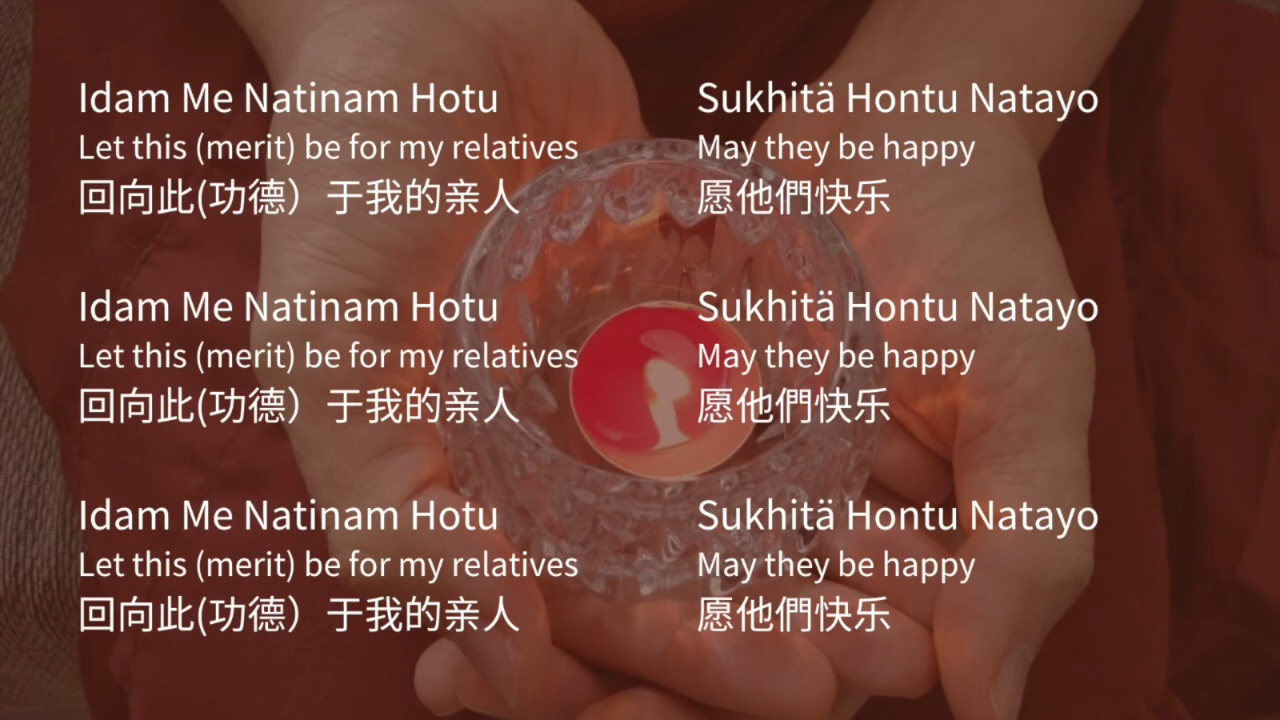 Idam Me Natinam Hotu
Let this (merit) be for my relatives
回向此(功德）于我的亲人
Sukhitä Hontu Natayo
May they be happy
愿他們快乐
Idam Me Natinam Hotu
Let this (merit) be for my relatives
回向此(功德）于我的亲人
Sukhitä Hontu Natayo
May they be happy
愿他們快乐
Idam Me Natinam Hotu
Let this (merit) be for my relatives
回向此(功德）于我的亲人
Sukhitä Hontu Natayo
May they be happy
愿他們快乐